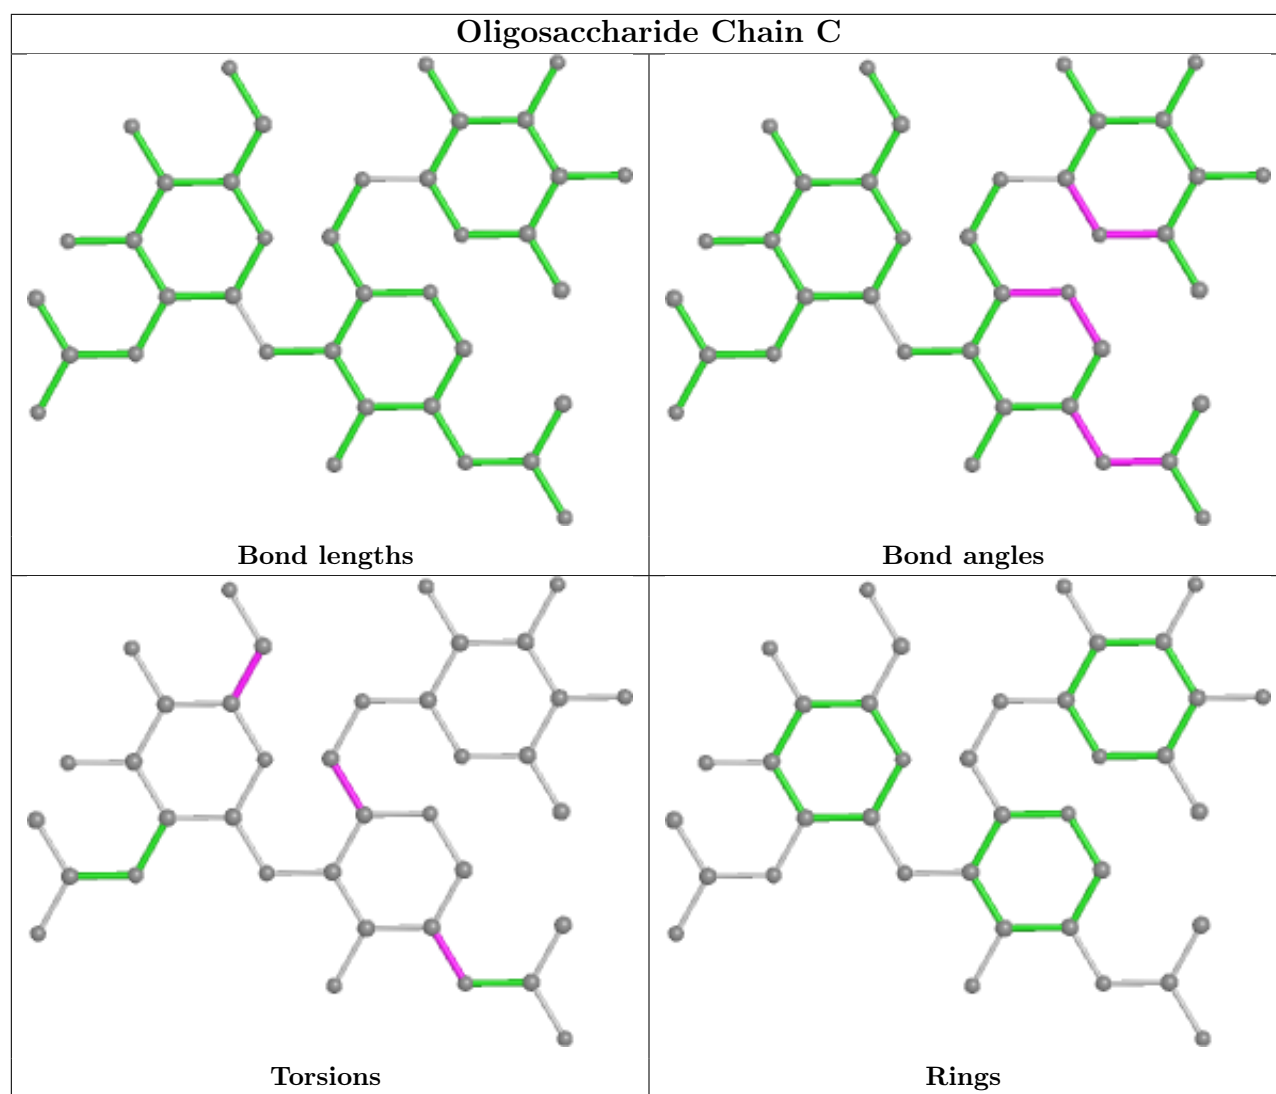 Oligosaccharide Chain C
Bond lengths
Bond angles
Torsions
Rings